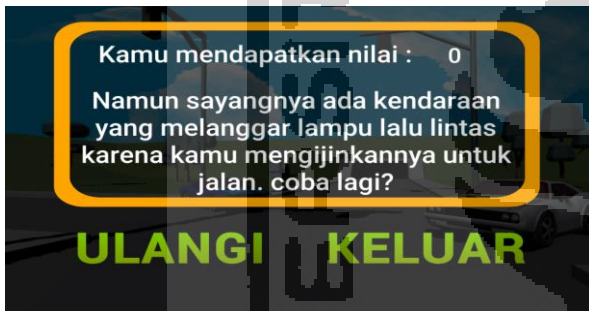 Kamu mendapatkan nilai : 0
Namun sayangnya ada kendaraan
yang melanggar lampu lalu lintas
karena kamu mengijinkannya untuk
jalan. coba lagi?
ULANGI KELUAR